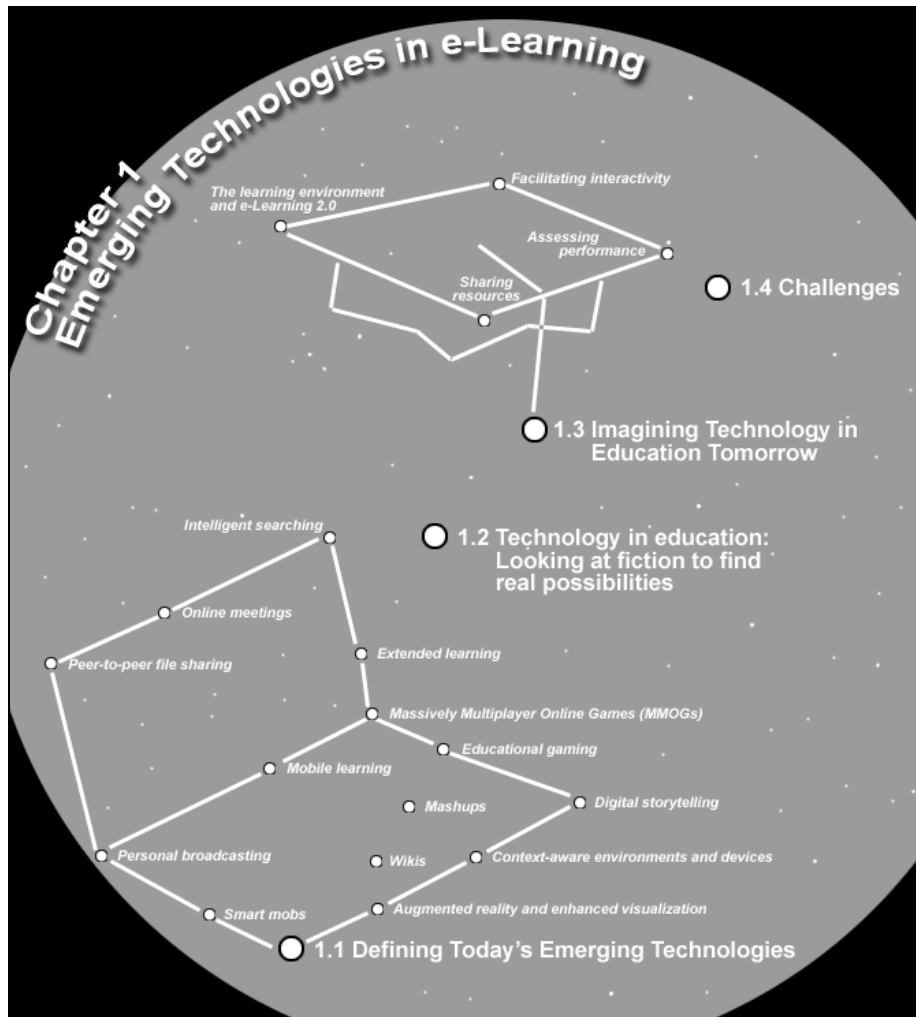 Chapter 1
Emerging Technologies in e-Learning
Facilitating interactivity
The learning environment
and e-Learning 2.0
Assessing
performance
Sharing
resources
1.4 Challenges
1.3 Imagining Technology in
Education Tomorrow
Intelligent searching
1.2 Technology in education:
Looking at fiction to find
real possibilities
Online meetings
Peer-to-peer file sharing
Extended learning
Massively Multiplayer Online Games (MMOGs)
Educational gaming
Mobile learning
Mashups
Digital storytelling
Personal broadcasting
Wikis
Context-aware environments and devices
Smart mobs
Augmented reality and enhanced visualization
1.1 Defining Today's Emerging Technologies